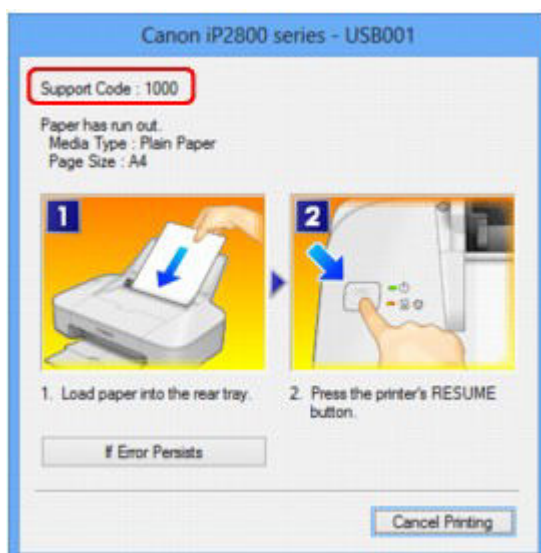 Canon iP2800 series - USB001
Support Code : 1000
Paper has run out.
Media Type : Plain Paper
Page Size : A4
1
2
1. Load paper into the rear tray.
2. Press the printer's RESUME
button.
If Error Persists
Cancel Printing